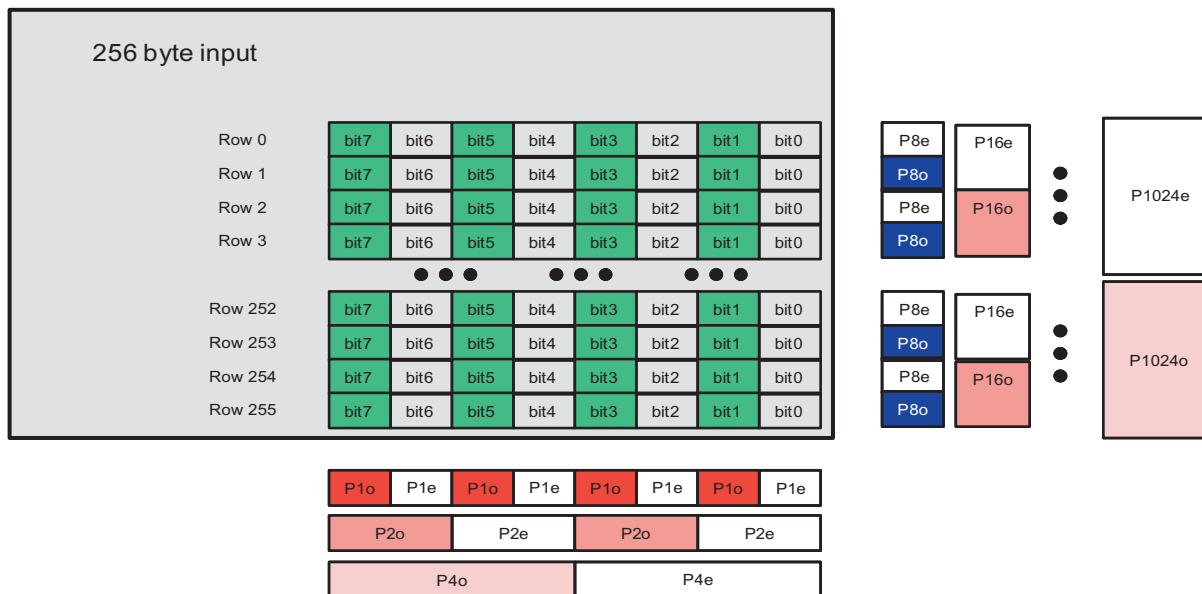 256 byte input
Row 0 bit7 bit6 bit5 bit4 bit3 bit2 bit1 bit0 P8e P16e P1024e
Row 1 bit7 bit6 bit5 bit4 bit3 bit2 bit1 bit0 P8o
Row 2 bit7 bit6 bit5 bit4 bit3 bit2 bit1 bit0 P8e P16o
Row 3 bit7 bit6 bit5 bit4 bit3 bit2 bit1 bit0 P8o
Row 252 bit7 bit6 bit5 bit4 bit3 bit2 bit1 bit0 P8e P16e P1024o
Row 253 bit7 bit6 bit5 bit4 bit3 bit2 bit1 bit0 P8o
Row 254 bit7 bit6 bit5 bit4 bit3 bit2 bit1 bit0 P8e P16o
Row 255 bit7 bit6 bit5 bit4 bit3 bit2 bit1 bit0 P8o
P1o P1e P1o P1e P1o P1e P1o P1e
P2o P2e P2o P2e
P4o P4e